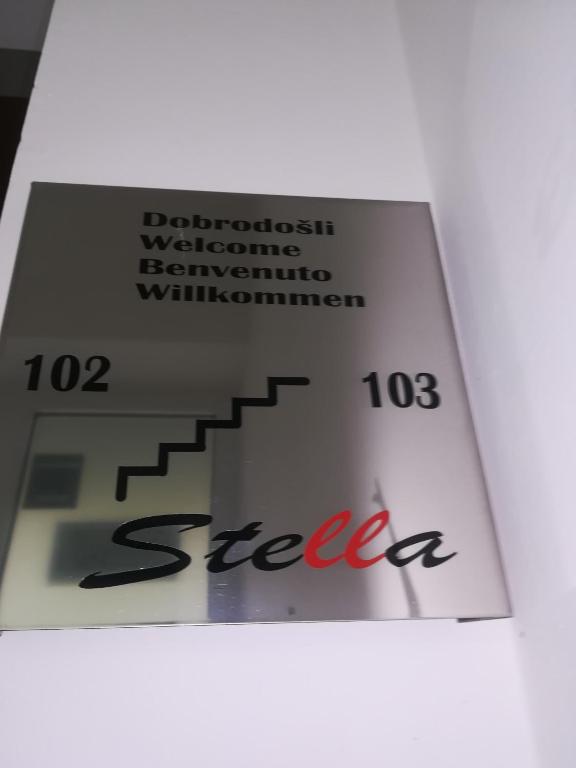 Dobrodošli
Welcome
Benvenuto
Willkommen
102 103
Stella